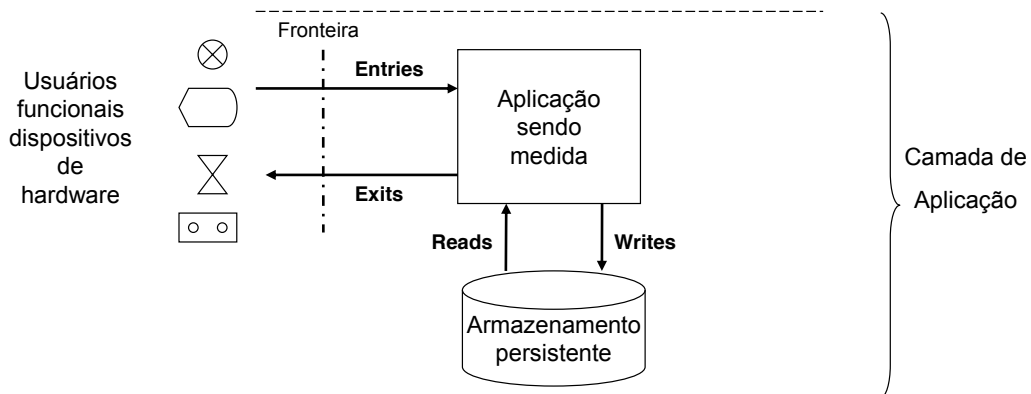 Fronteira
Usuários
funcionais
dispositivos
de
hardware
Entries
Exits
Aplicação
sendo
medida
Reads
Writes
Armazenamento
persistente
Camada de
Aplicação